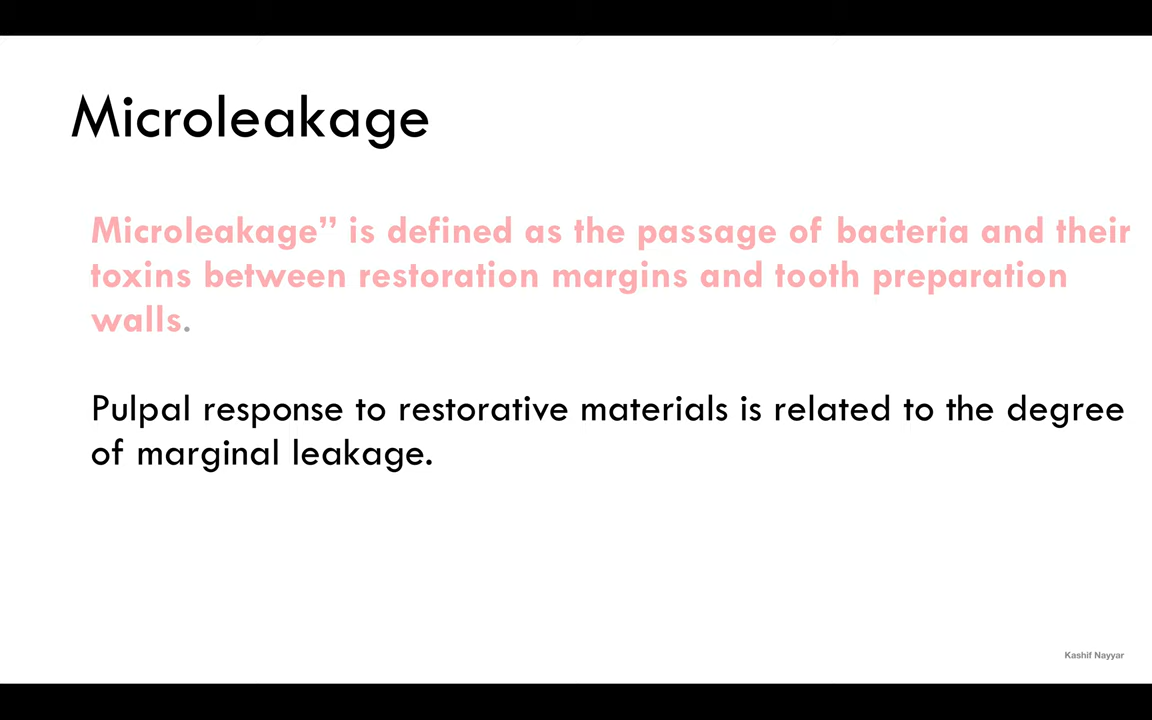 Microleakage
Microleakage” is defined as the passage of bacteria and their
toxins between restoration margins and tooth preparation
walls.
Pulpal response to restorative materials is related to the degree
of marginal leakage.
Kashif Nayyar